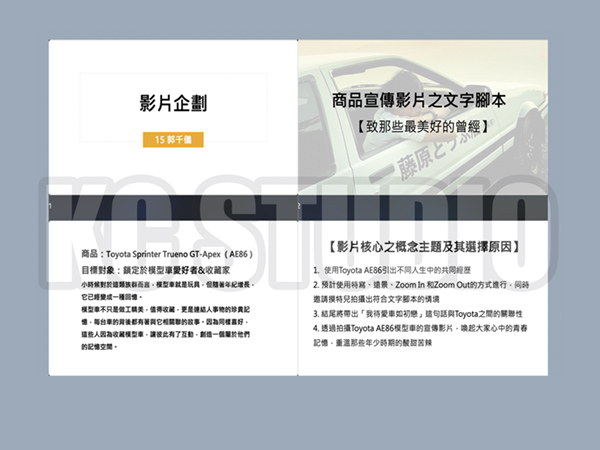 影片企劃
15 郭千儀
商品宣傳影片之文字腳本
【致那些最美好的曾經】
藤原とうふ店
KC STUDIO
1
2
商品：Toyota Sprinter Trueno GT-Apex（AE86）
目標對象：鎖定於模型車愛好者&收藏家
小時候對於這類族群而言，模型車就是玩具，但隨著年紀增長，
它已經變成一種回憶。
模型車不只是做工精美，值得收藏，更是連結人事物的珍貴記
憶，每台車的背後都有著與它相關聯的故事。因為同樣喜好，
這些人因為收藏模型車，讓彼此有了互動，創造一個屬於他們
的記憶空間。
【影片核心之概念主題及其選擇原因】
1. 使用Toyota AE86引出不同人生中的共同經歷
2. 預計使用特寫、遠景、Zoom In 和Zoom Out的方式進行，同時
邀請摸特兒拍攝出符合文字腳本的情境
3. 結尾將帶出「我待愛車如初戀」這句話與Toyota之間的關聯性
4. 透過拍攝Toyota AE86模型車的宣傳影片，喚起大家心中的青春
記憶，重溫那些年少時期的酸甜苦辣